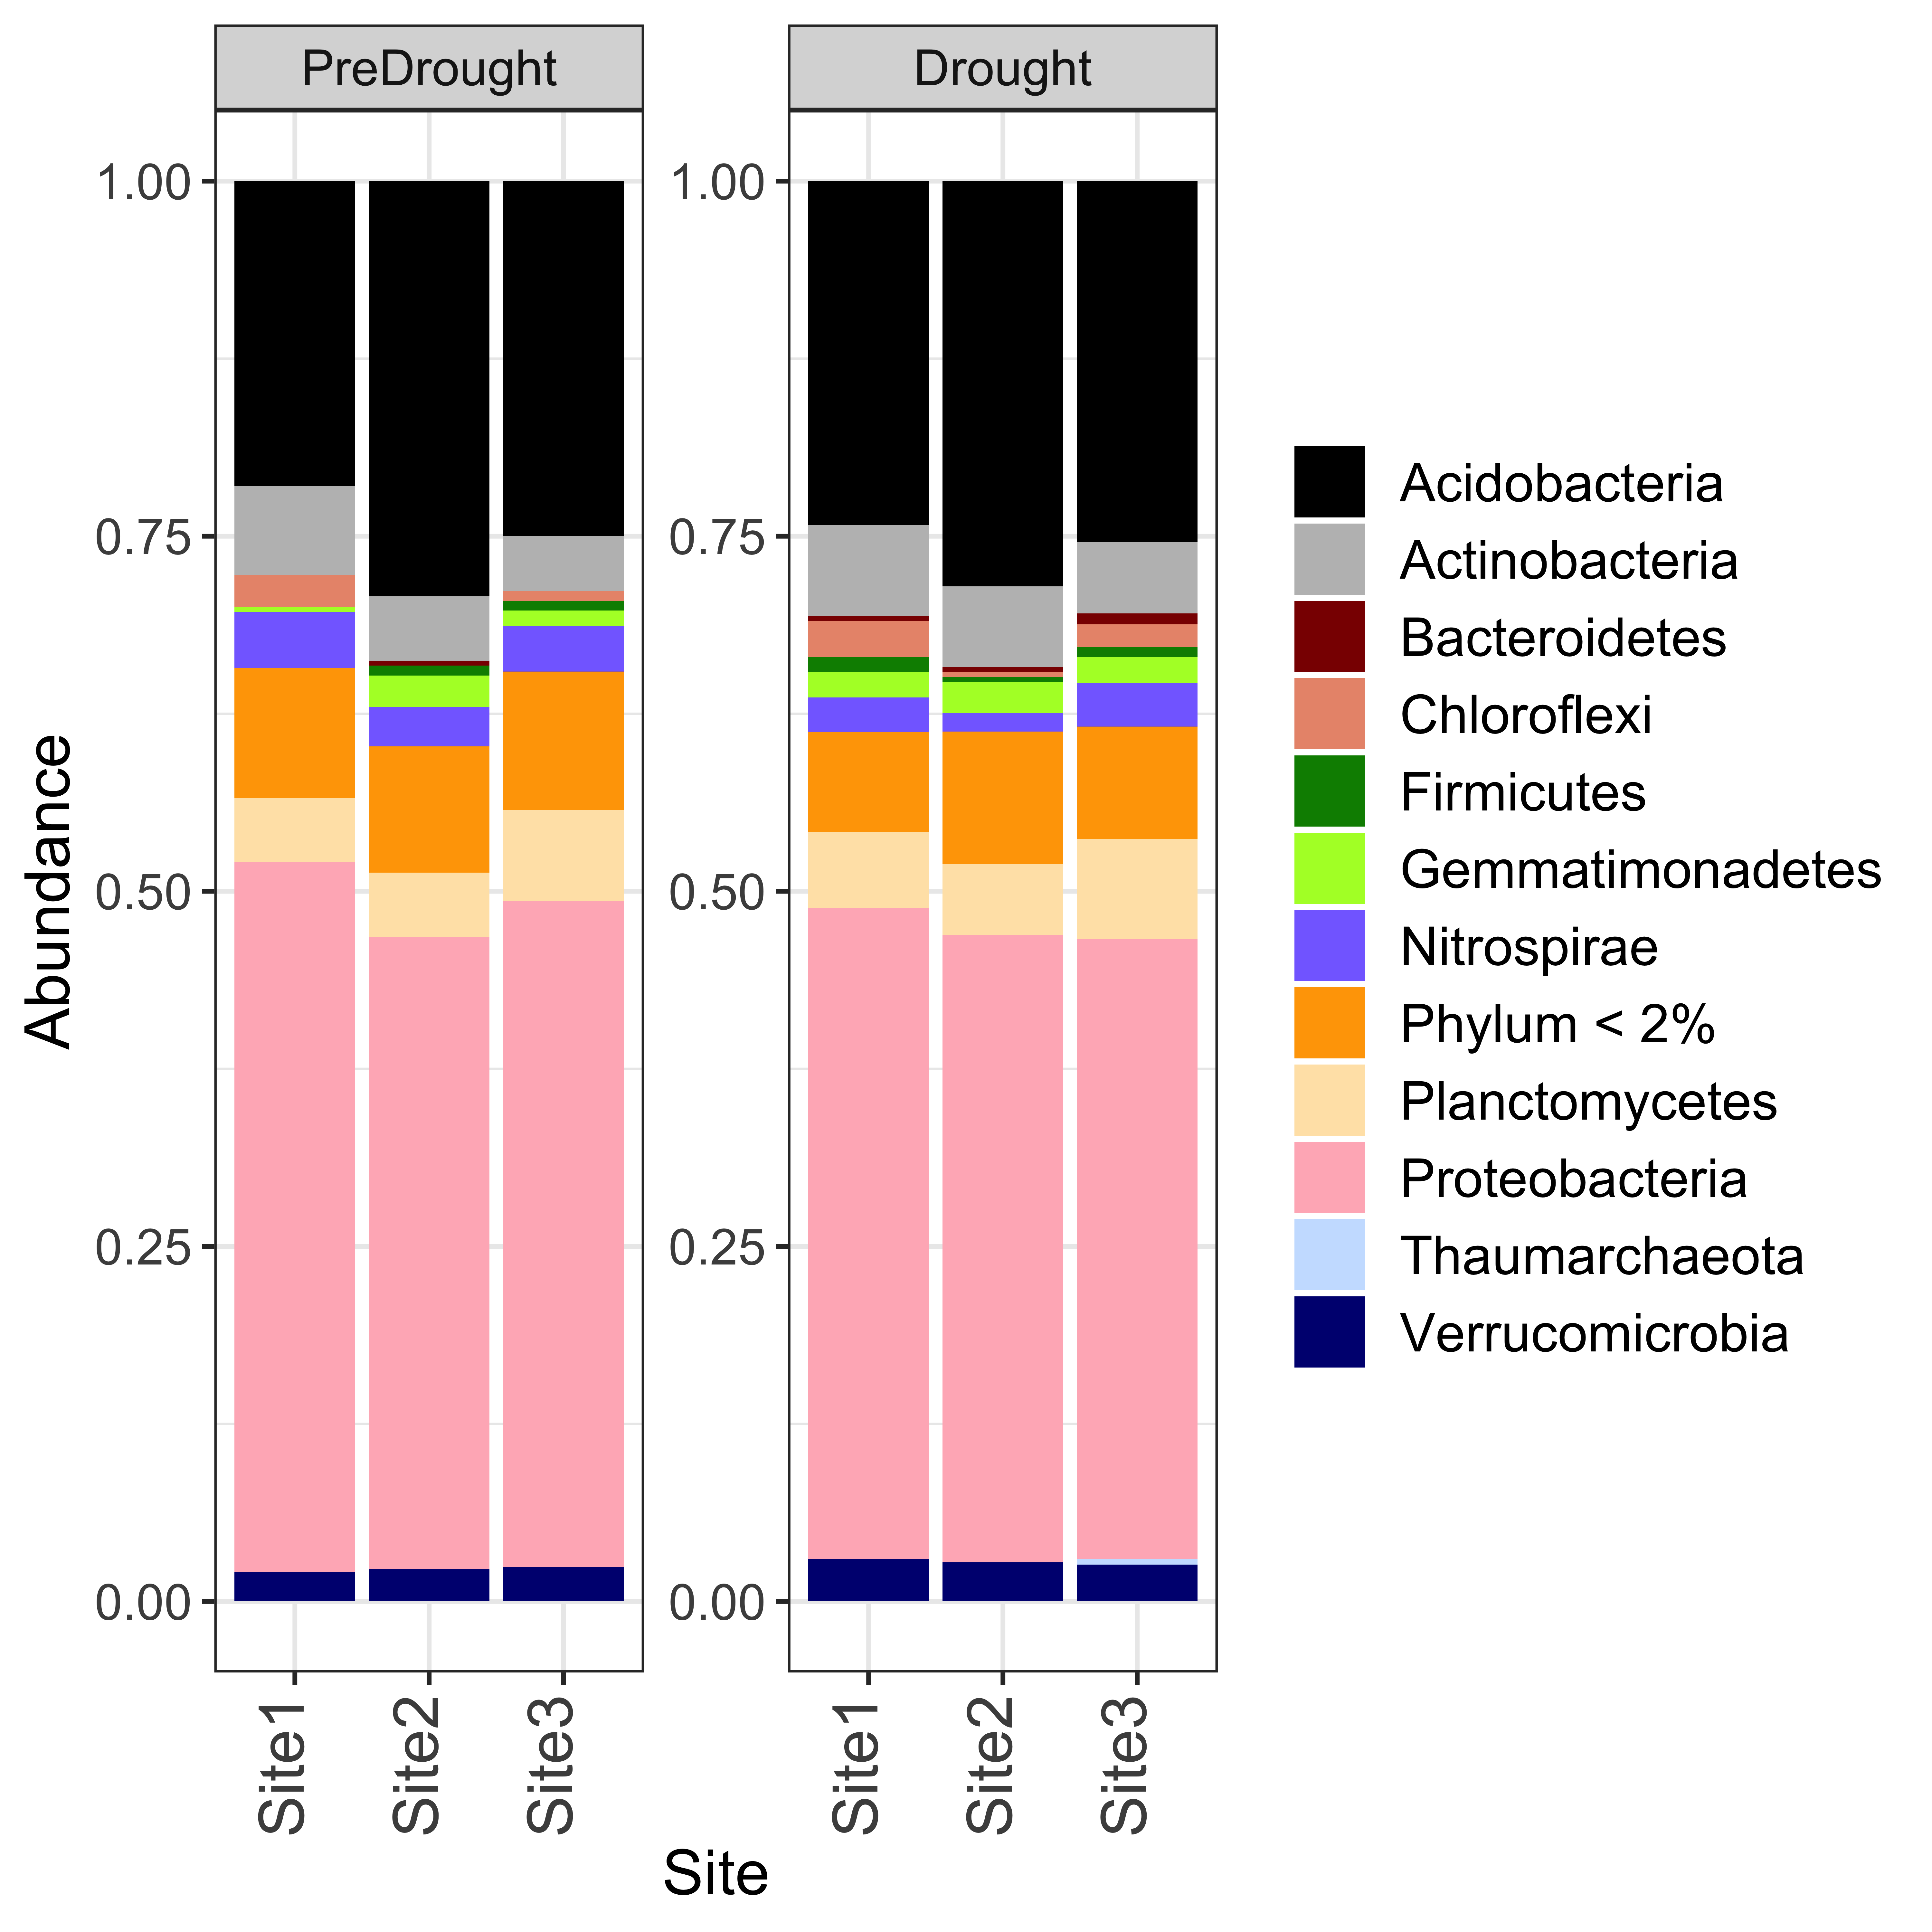 PreDrought
Drought
Abundance
1.00
0.75
0.50
0.25
0.00
1.00
0.75
0.50
0.25
0.00
Site1
Site2
Site3
Site1
Site2
Site3
Site
Acidobacteria
Actinobacteria
Bacteroidetes
Chloroflexi
Firmicutes
Gemmatimonadetes
Nitrospirae
Phylum < 2%
Planctomycetes
Proteobacteria
Thaumarchaeota
Verrucomicrobia